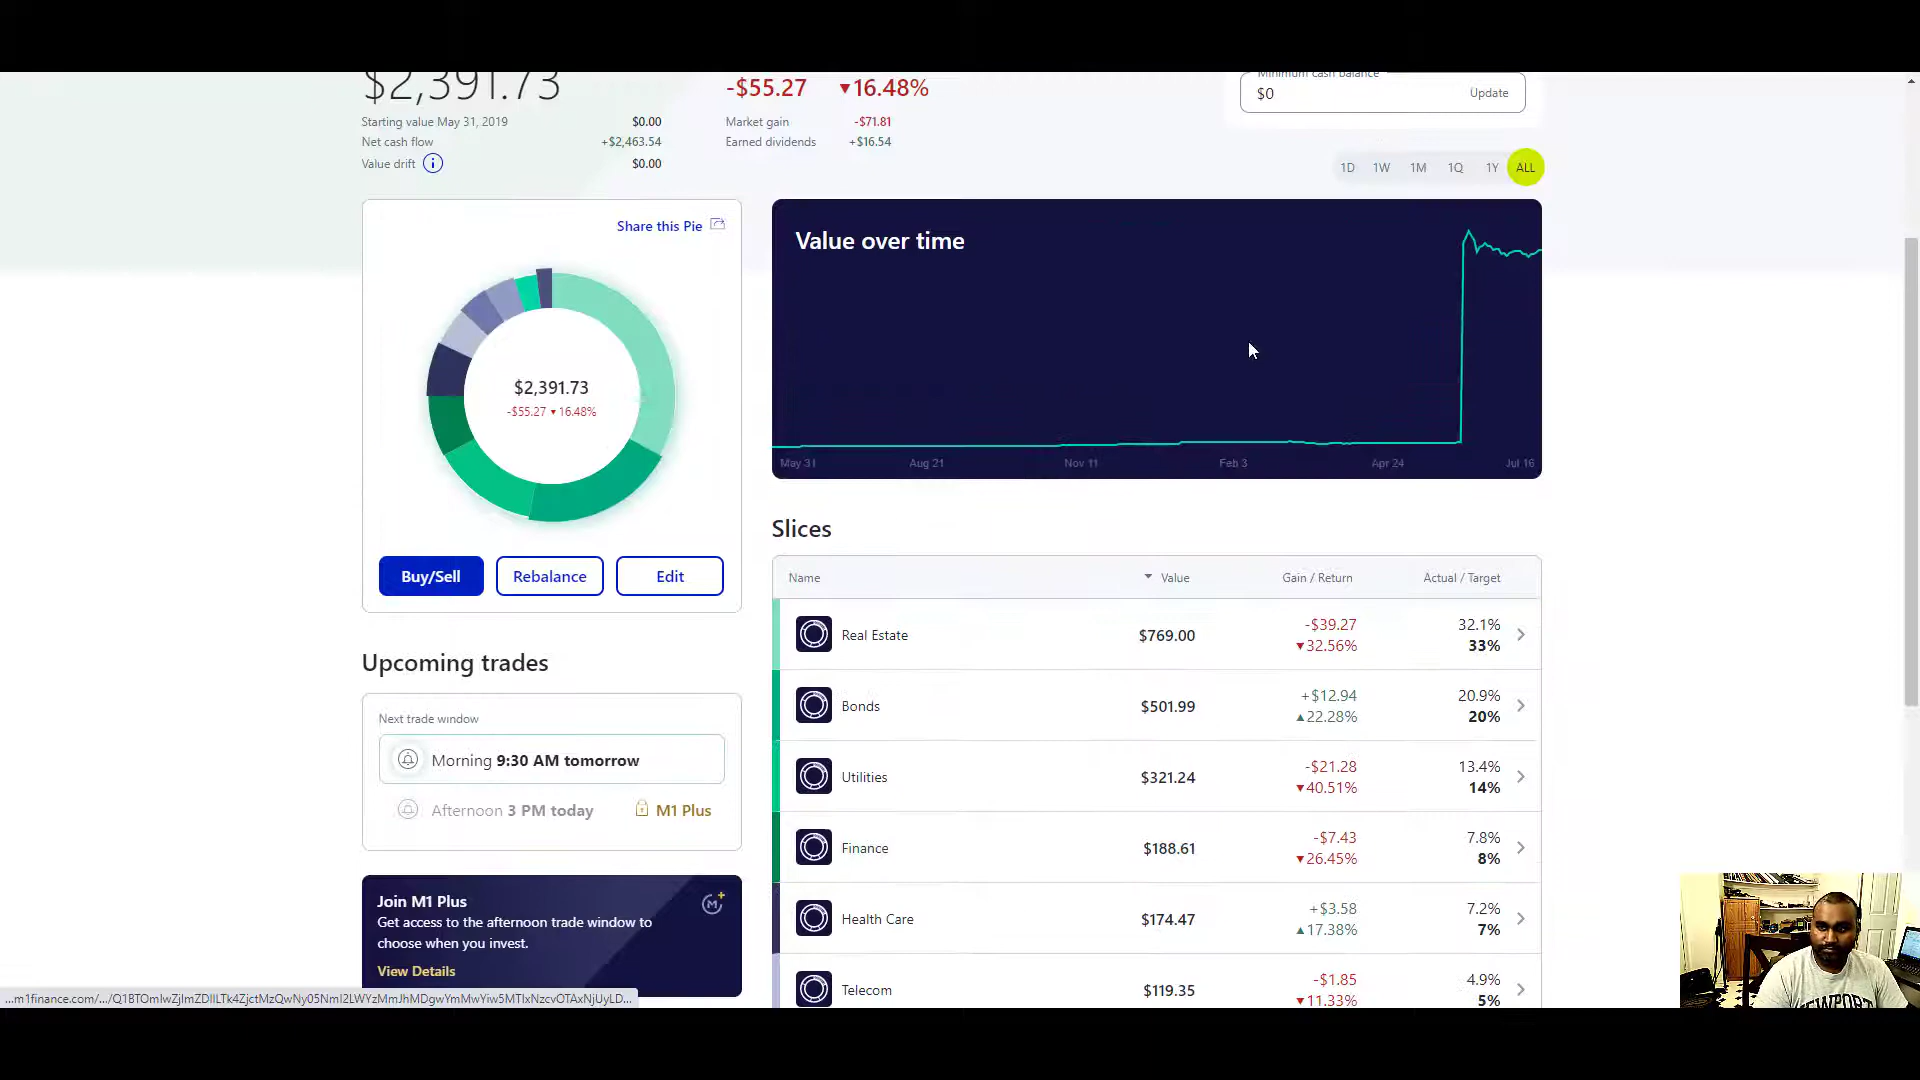 $2,391.73
-$55.27 ▼16.48%
Minimum cash balance
$0 Update
Starting value May 31, 2019 $0.00
Net cash flow +$2,463.54
Value drift i $0.00
Market gain -$71.81
Earned dividends +$16.54
1D 1W 1M 1Q 1Y ALL
Share this Pie
$2,391.73
-$55.27 ▼16.48%
Buy/Sell Rebalance Edit
Value over time
May 31 Aug 21 Nov 11 Feb 3 Apr 24 Jul 16
Upcoming trades
Next trade window
Morning 9:30 AM tomorrow
Afternoon 3 PM today M1 Plus
Join M1 Plus
Get access to the afternoon trade window to
choose when you invest.
View Details
Slices
Name Value Gain / Return Actual / Target
Real Estate $769.00 -$39.27 32.1%
▼32.56% 33%
Bonds $501.99 +$12.94 20.9%
▲22.28% 20%
Utilities $321.24 -$21.28 13.4%
▼40.51% 14%
Finance $188.61 -$7.43 7.8%
▼26.45% 8%
Health Care $174.47 +$3.58 7.2%
▲17.38% 7%
Telecom $119.35 -$1.85 4.9%
▼11.33% 5%